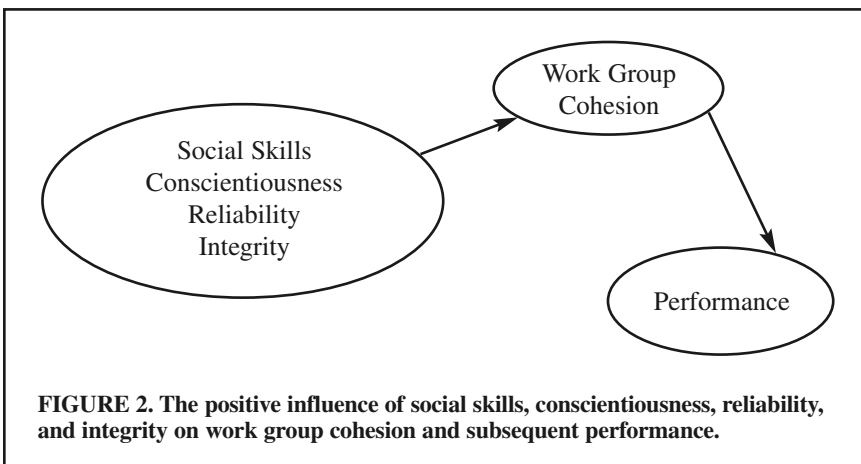 Work Group
Cohesion
Social Skills
Conscientiousness
Reliability
Integrity
Performance
FIGURE 2. The positive influence of social skills, conscientiousness, reliability,
and integrity on work group cohesion and subsequent performance.